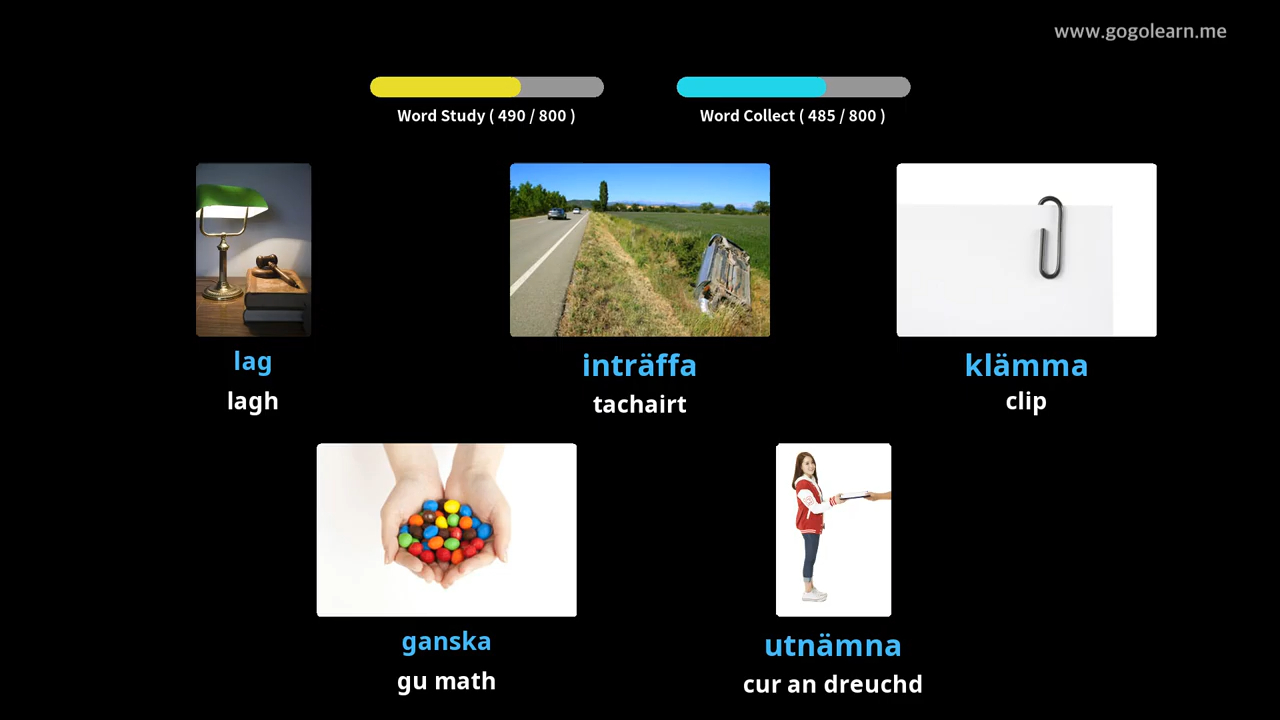 www.gogolearn.me
Word Study ( 490 / 800 )
Word Collect ( 485 / 800 )
lag
lagh
inträffa
tachairt
klämma
clip
ganska
gu math
utnämna
cur an dreuchd